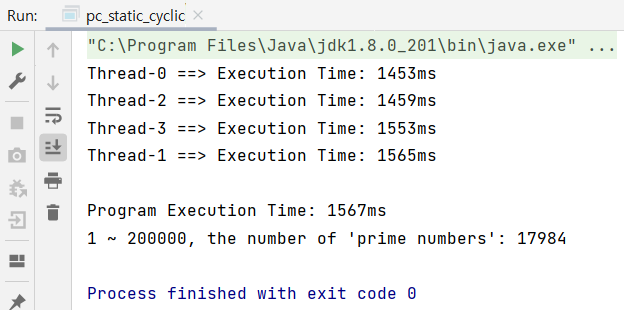 Run: pc_static_cyclic
"C:\Program Files\Java\jdk1.8.0_201\bin\java.exe" ...
Thread-0 ==> Execution Time: 1453ms
Thread-2 ==> Execution Time: 1459ms
Thread-3 ==> Execution Time: 1553ms
Thread-1 ==> Execution Time: 1565ms
Program Execution Time: 1567ms
1 ~ 200000, the number of 'prime numbers': 17984
Process finished with exit code 0